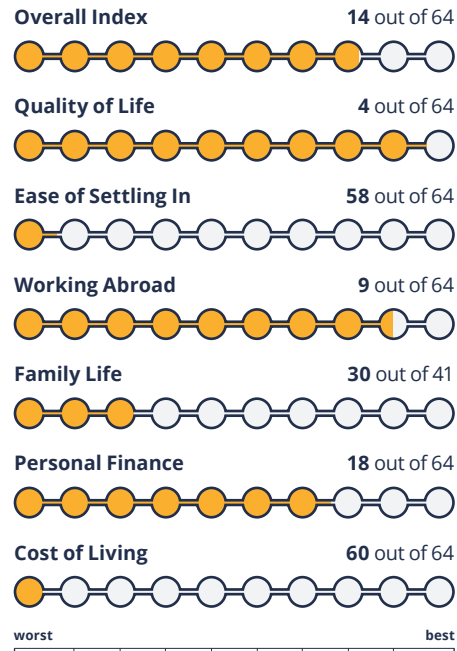 Overall Index 14 out of 64
Quality of Life 4 out of 64
Ease of Settling In 58 out of 64
Working Abroad 9 out of 64
Family Life 30 out of 41
Personal Finance 18 out of 64
Cost of Living 60 out of 64
worst best